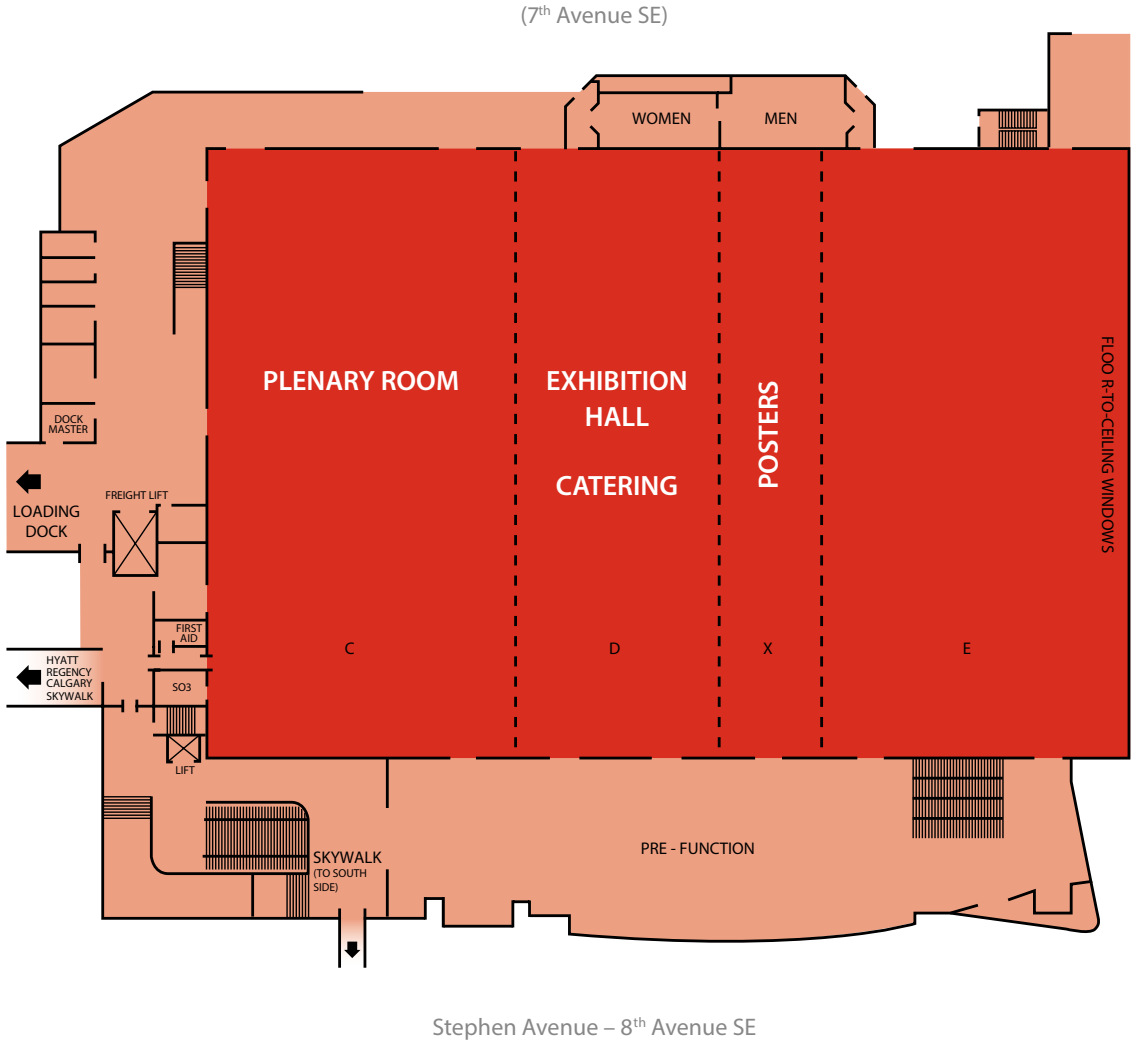 (7th Avenue SE)
WOMEN
MEN
PLENARY ROOM
EXHIBITION
HALL
CATERING
POSTERS
FLOO R-TO-CEILING WINDOWS
DOCK
MASTER
LOADING
DOCK
FREIGHT LIFT
FIRST
AID
HYATT
REGENCY
CALGARY
SKYWALK
SO3
LIFT
C
D
X
E
SKYWALK
(TO SOUTH
SIDE)
PRE - FUNCTION
Stephen Avenue – 8th Avenue SE